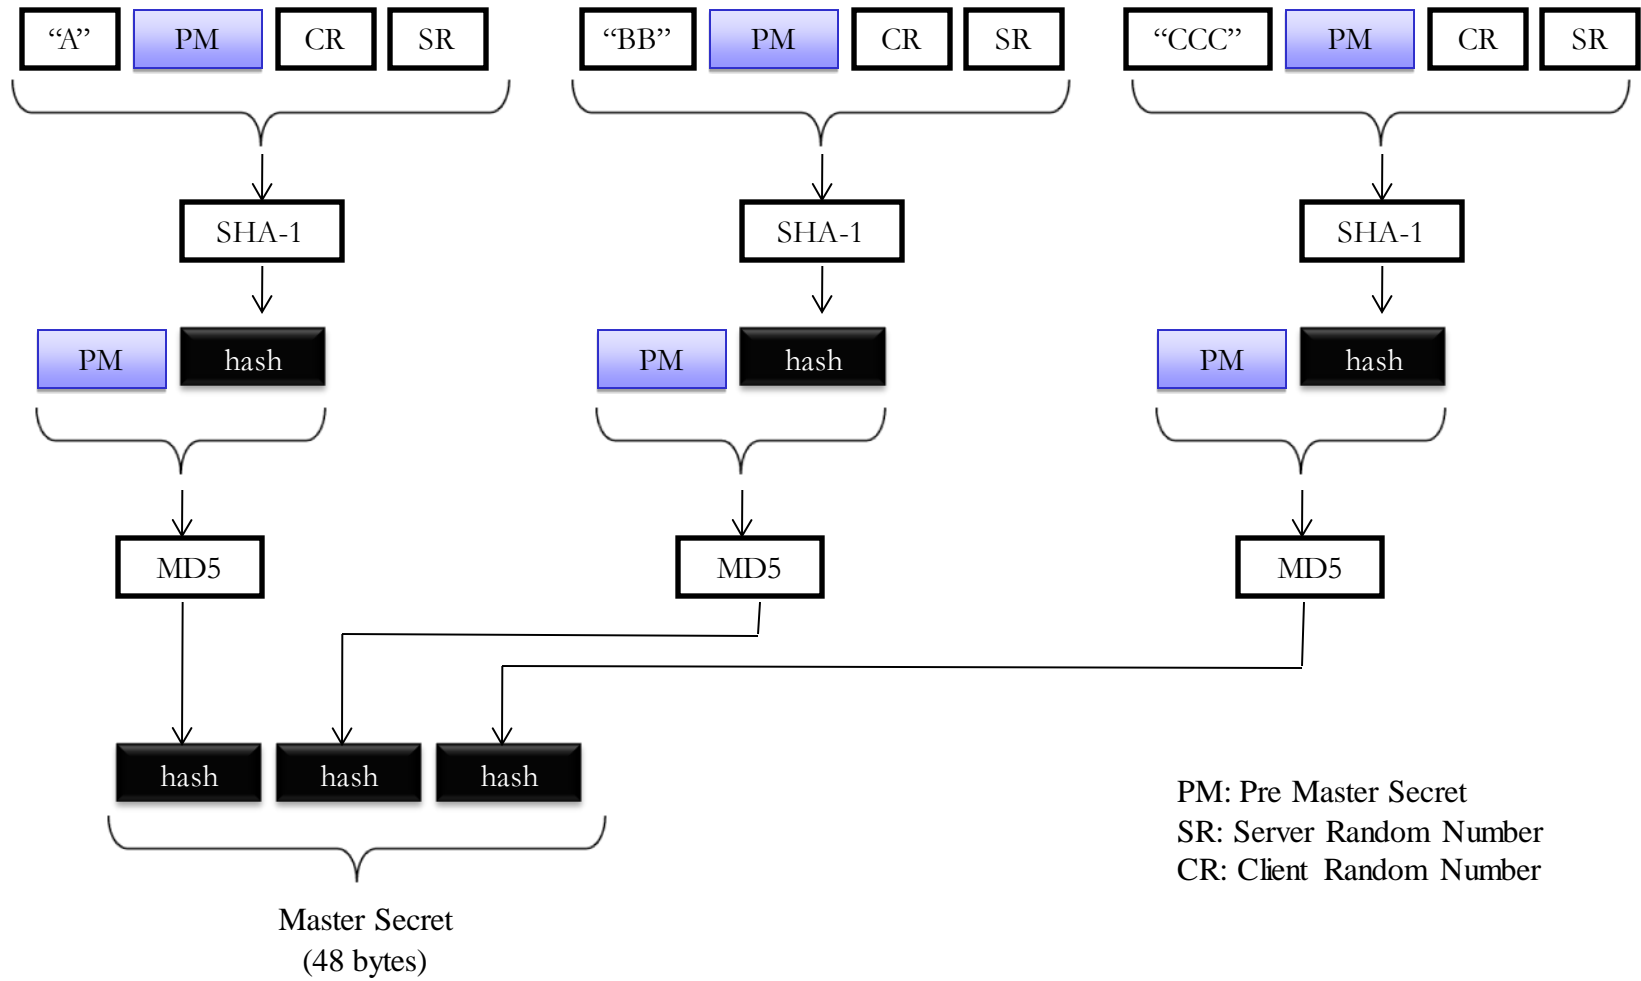 “A” PM CR SR “BB” PM CR SR “CCC” PM CR SR
SHA-1 SHA-1 SHA-1
PM hash PM hash PM hash
MD5 MD5 MD5
hash hash hash
PM: Pre Master Secret
SR: Server Random Number
CR: Client Random Number
Master Secret
(48 bytes)